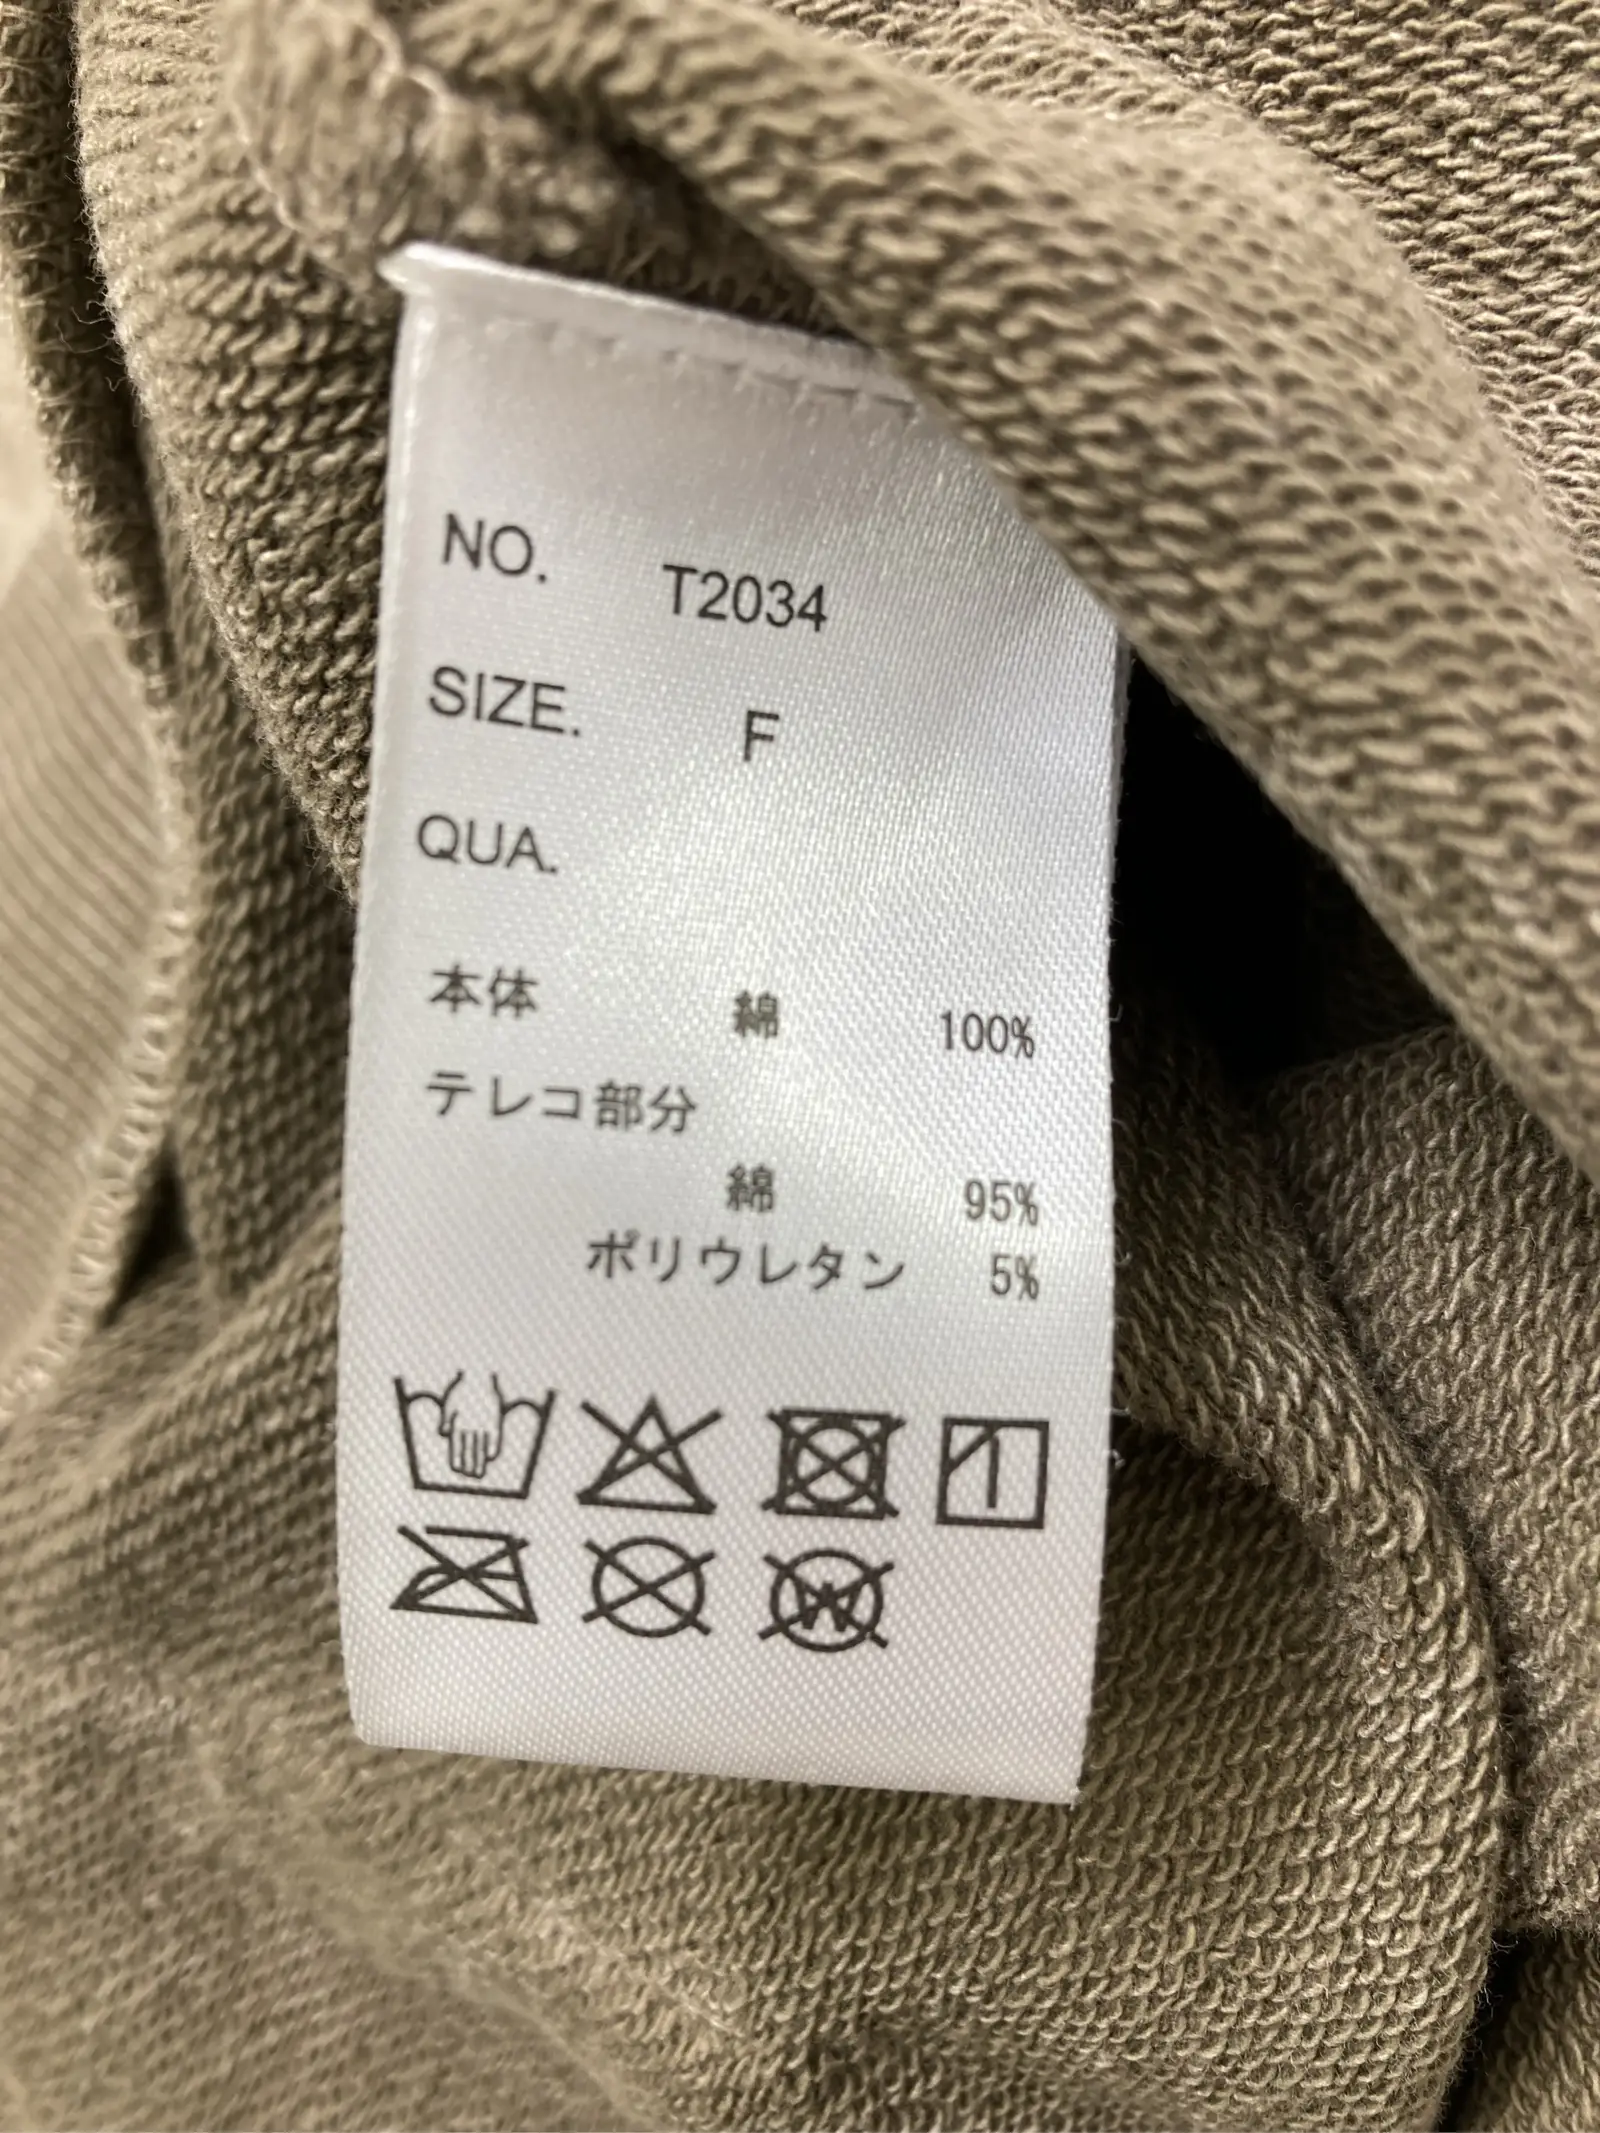 NO. T2034
SIZE. F
QUA.
本体 綿 100%
テレコ部分
綿 95%
ポリウレタン 5%